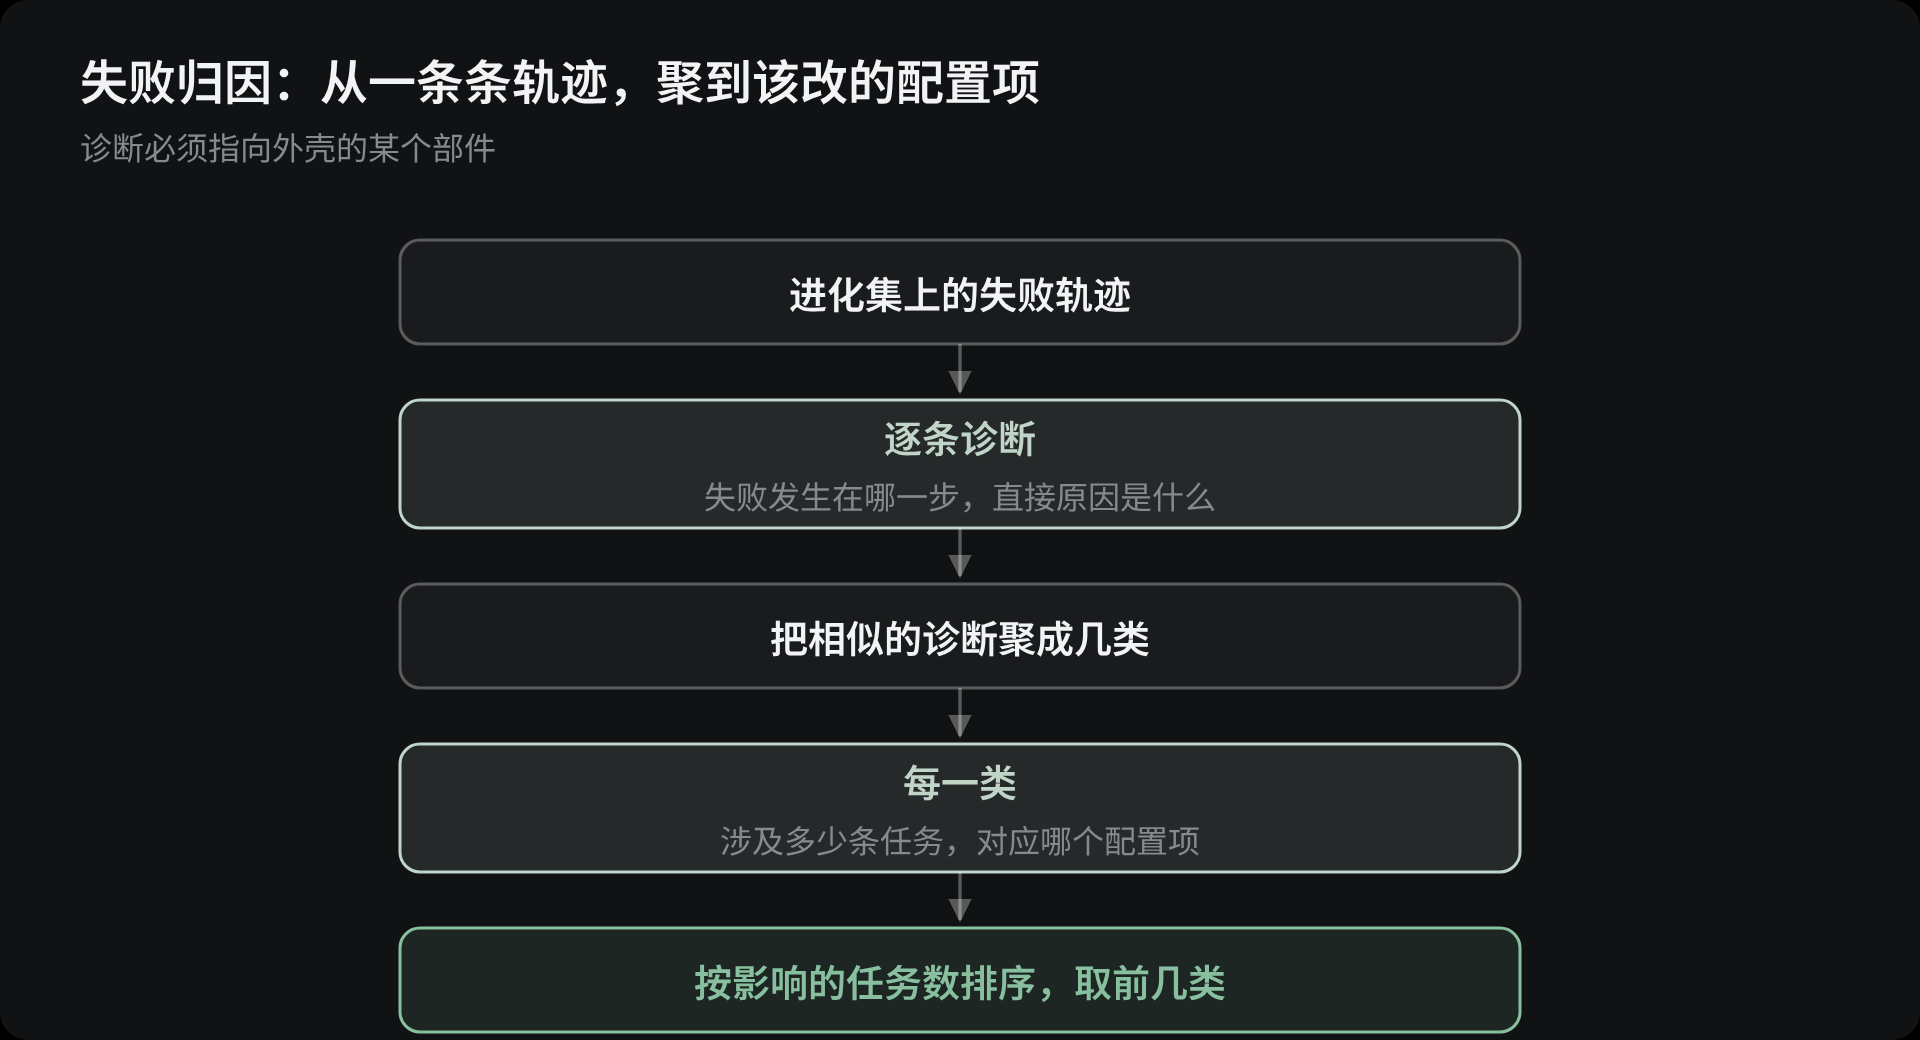 失败归因：从一条条轨迹，聚到该改的配置项
诊断必须指向外壳的某个部件
进化集上的失败轨迹
逐条诊断
失败发生在哪一步，直接原因是什么
把相似的诊断聚成几类
每一类
涉及多少条任务，对应哪个配置项
按影响的任务数排序，取前几类